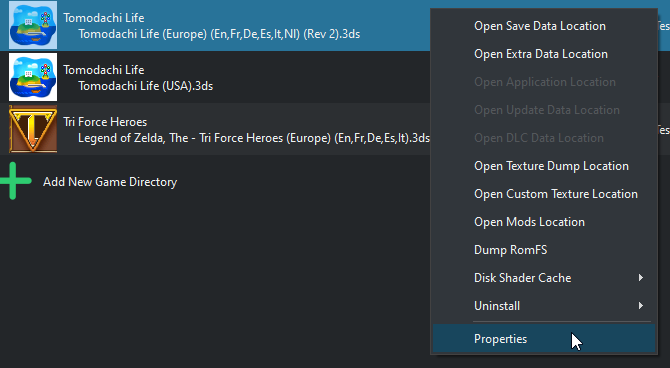 Tomodachi Life
Tomodachi Life (Europe) (En,Fr,De,Es,It,Nl) (Rev 2).3ds
Tomodachi Life
Tomodachi Life (USA).3ds
Tri Force Heroes
Legend of Zelda, The - Tri Force Heroes (Europe) (En,Fr,De,Es,It).3ds
Add New Game Directory
Open Save Data Location
Open Extra Data Location
Open Application Location
Open Update Data Location
Open DLC Data Location
Open Texture Dump Location
Open Custom Texture Location
Open Mods Location
Dump RomFS
Disk Shader Cache
Uninstall
Properties